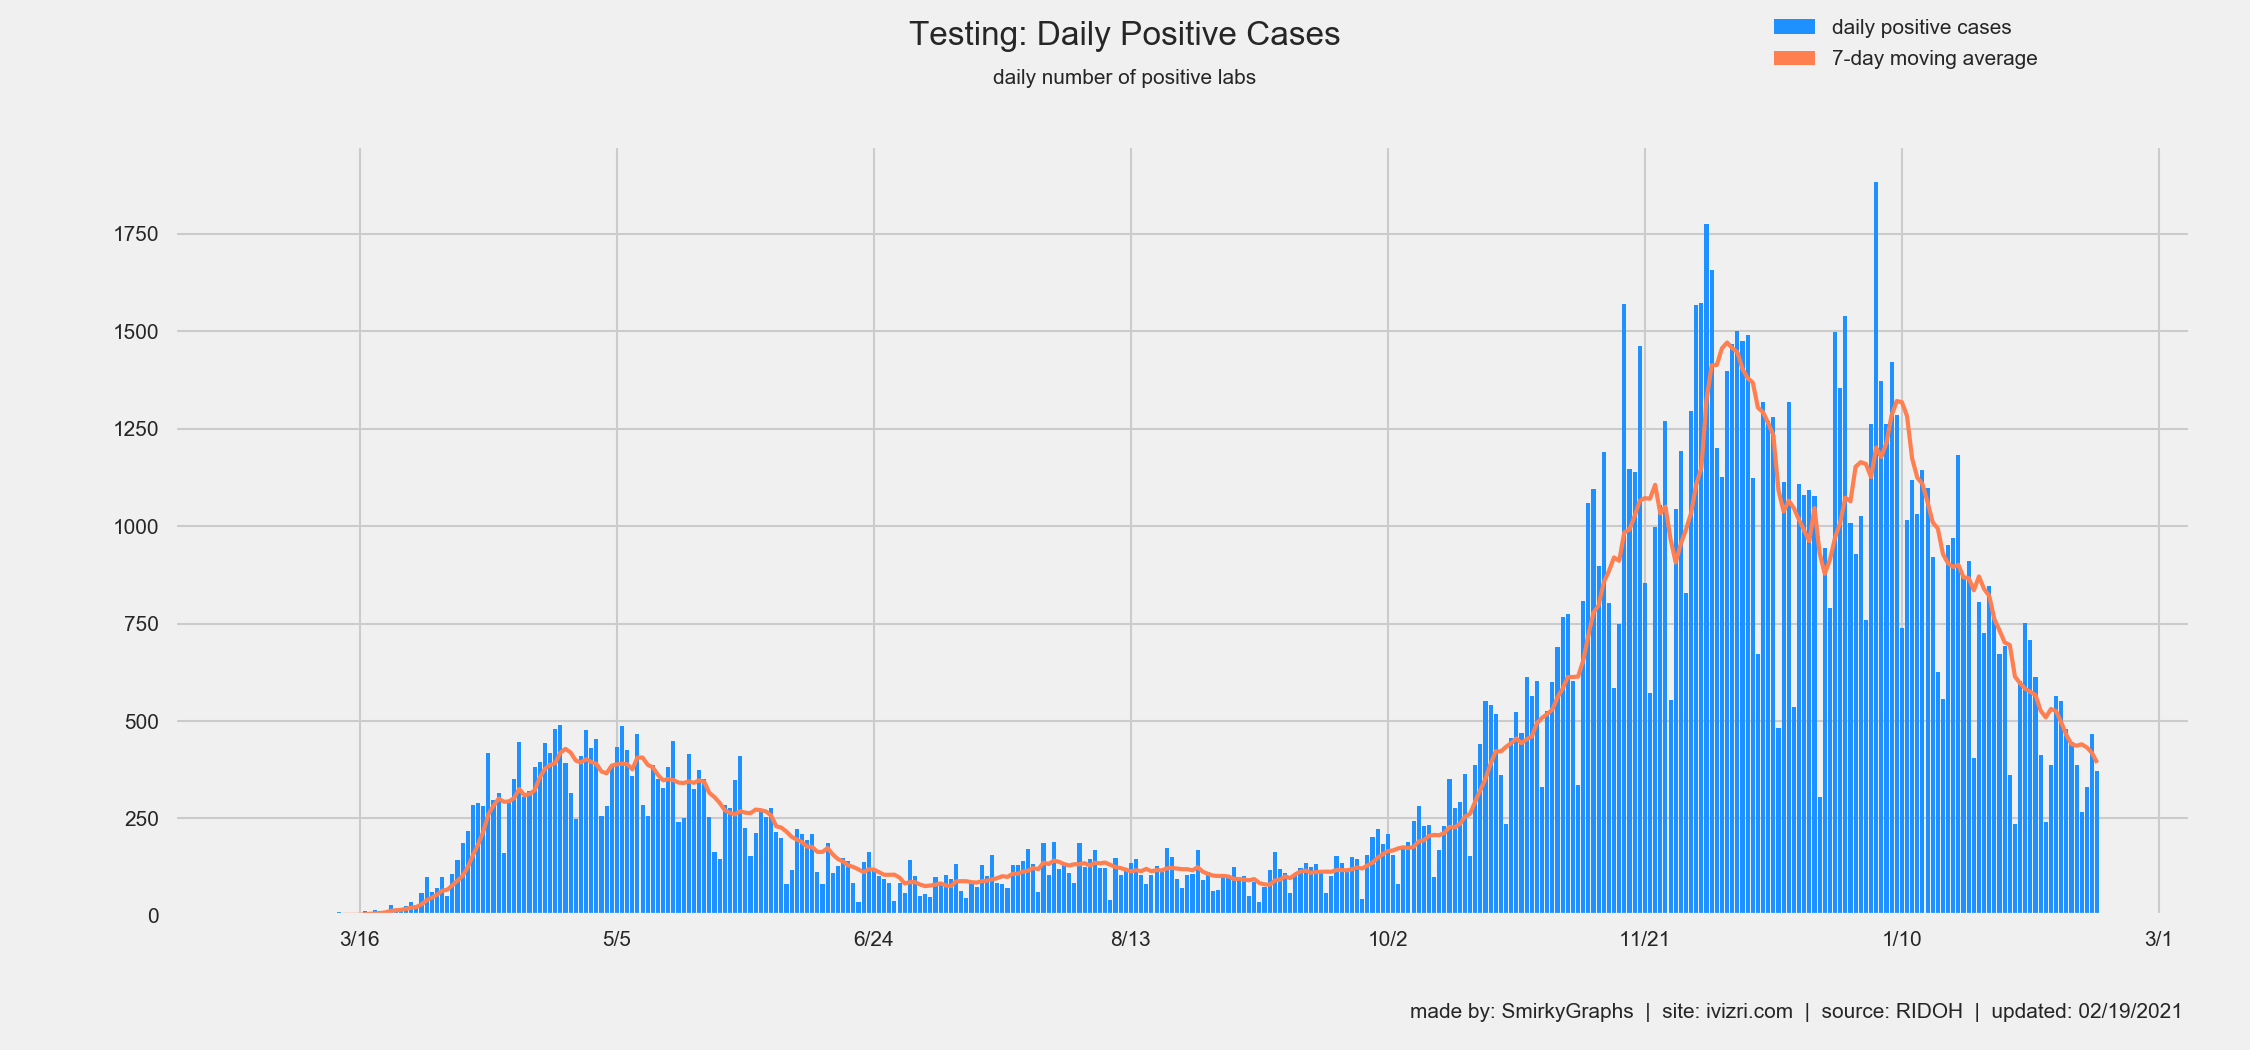 Testing: Daily Positive Cases
daily number of positive labs
daily positive cases
7-day moving average
1750
1500
1250
1000
750
500
250
0
3/16 5/5 6/24 8/13 10/2 11/21 1/10 3/1
made by: SmirkyGraphs | site: ivizri.com | source: RIDOH | updated: 02/19/2021